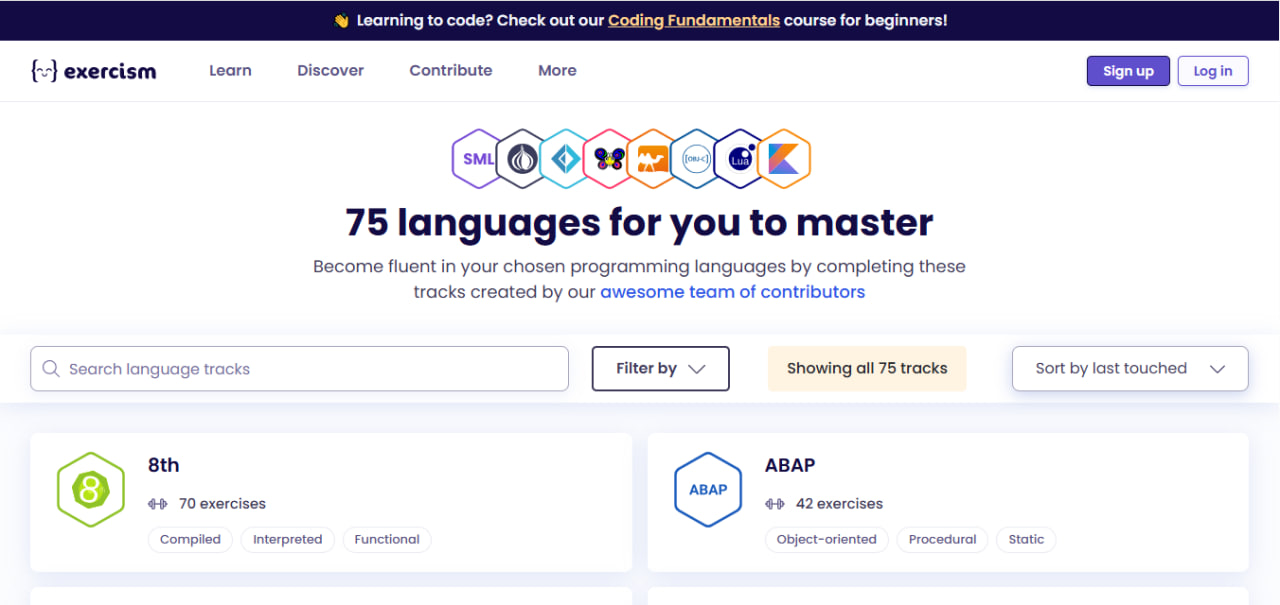 👋 Learning to code? Check out our Coding Fundamentals course for beginners!
exercism Learn Discover Contribute More Sign up Log in
SML [OBJ-C] Lua
75 languages for you to master
Become fluent in your chosen programming languages by completing these
tracks created by our awesome team of contributors
Search language tracks Filter by Showing all 75 tracks Sort by last touched
8
8th
70 exercises
Compiled Interpreted Functional
ABAP
ABAP
42 exercises
Object-oriented Procedural Static